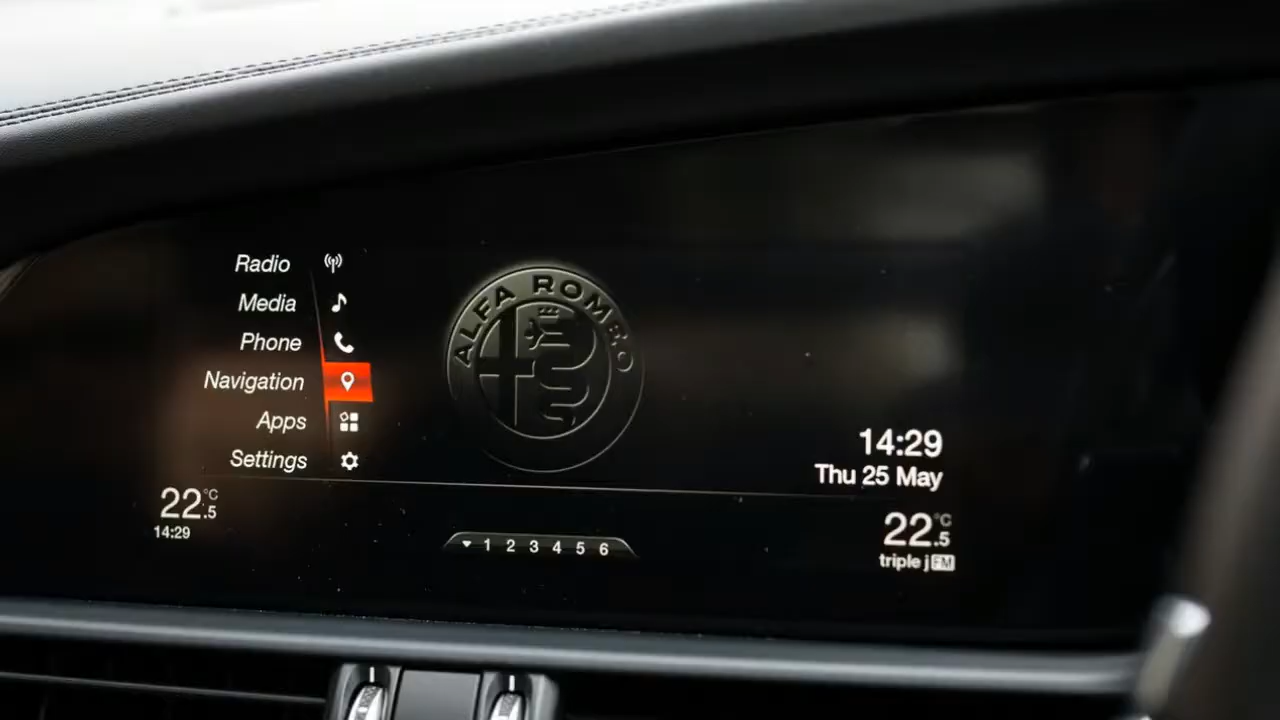 Radio
Media
Phone
Navigation
Apps
Settings
ALFA ROMEO
14:29
Thu 25 May
22.5°C
14:29
1 2 3 4 5 6
22.5°C
triple j FM